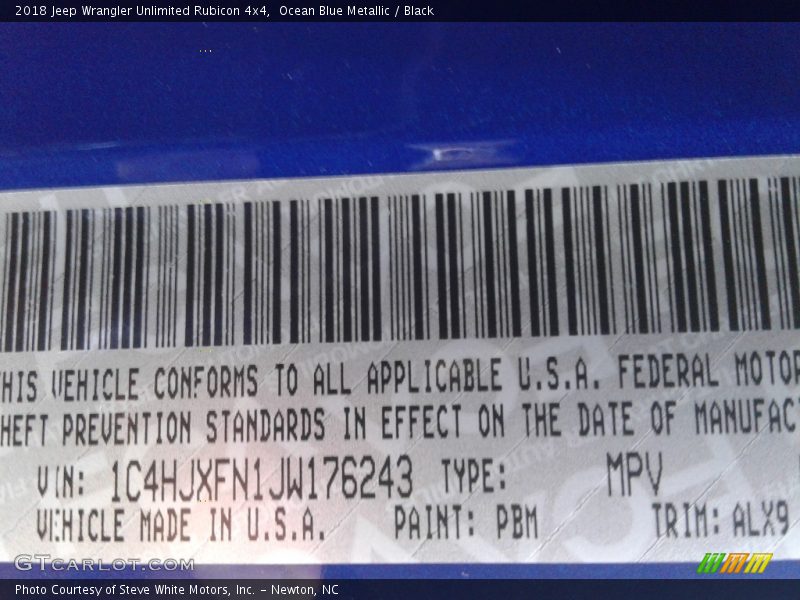 2018 Jeep Wrangler Unlimited Rubicon 4x4,  Ocean Blue Metallic / Black
HIS VEHICLE CONFORMS TO ALL APPLICABLE U.S.A. FEDERAL MOTOR
HEFT PREVENTION STANDARDS IN EFFECT ON THE DATE OF MANUFAC
VIN: 1C4HJXFN1JW176243 TYPE: MPV
VEHICLE MADE IN U.S.A. PAINT: PBM TRIM: ALX9
GTCarLot.com
Photo Courtesy of Steve White Motors, Inc. – Newton, NC